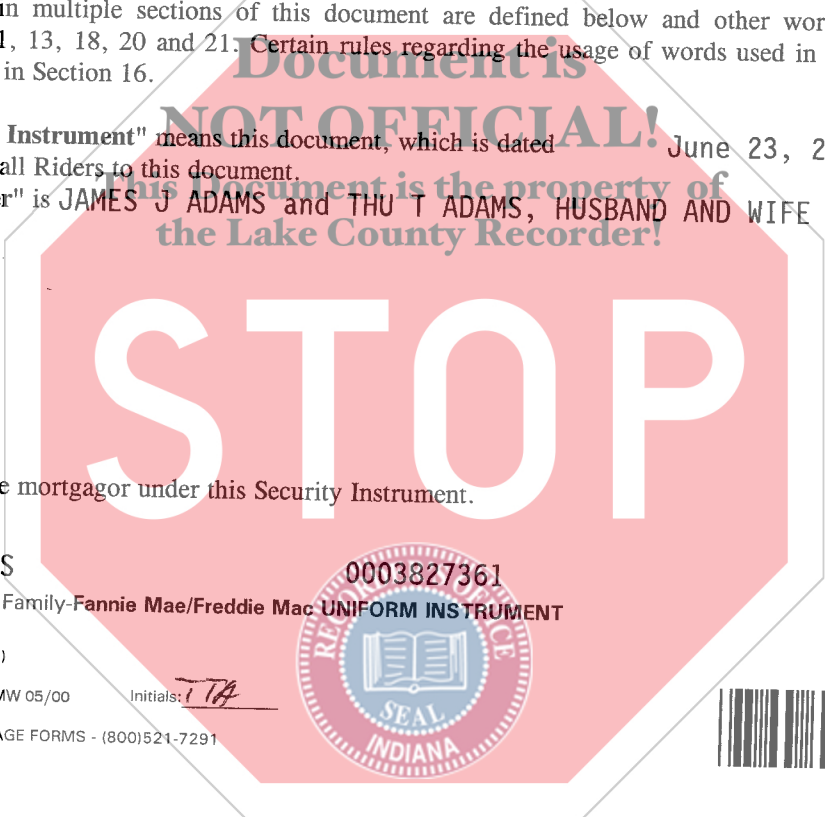 in multiple sections of this document are defined below and other wor
1, 13, 18, 20 and 21. Certain rules regarding the usage of words used in
in Section 16.
Document is
NOT OFFICIAL!
Instrument" means this document, which is dated June 23, 2
all Riders to this document.
This Document is the property of
r" is JAMES J ADAMS and THU T ADAMS, HUSBAND AND WIFE
the Lake County Recorder!
STOP
e mortgagor under this Security Instrument.
S 0003827361
Family-Fannie Mae/Freddie Mac UNIFORM INSTRUMENT
)
MW 05/00 Initials: TTA
AGE FORMS - (800)521-7291
SEAL
INDIANA